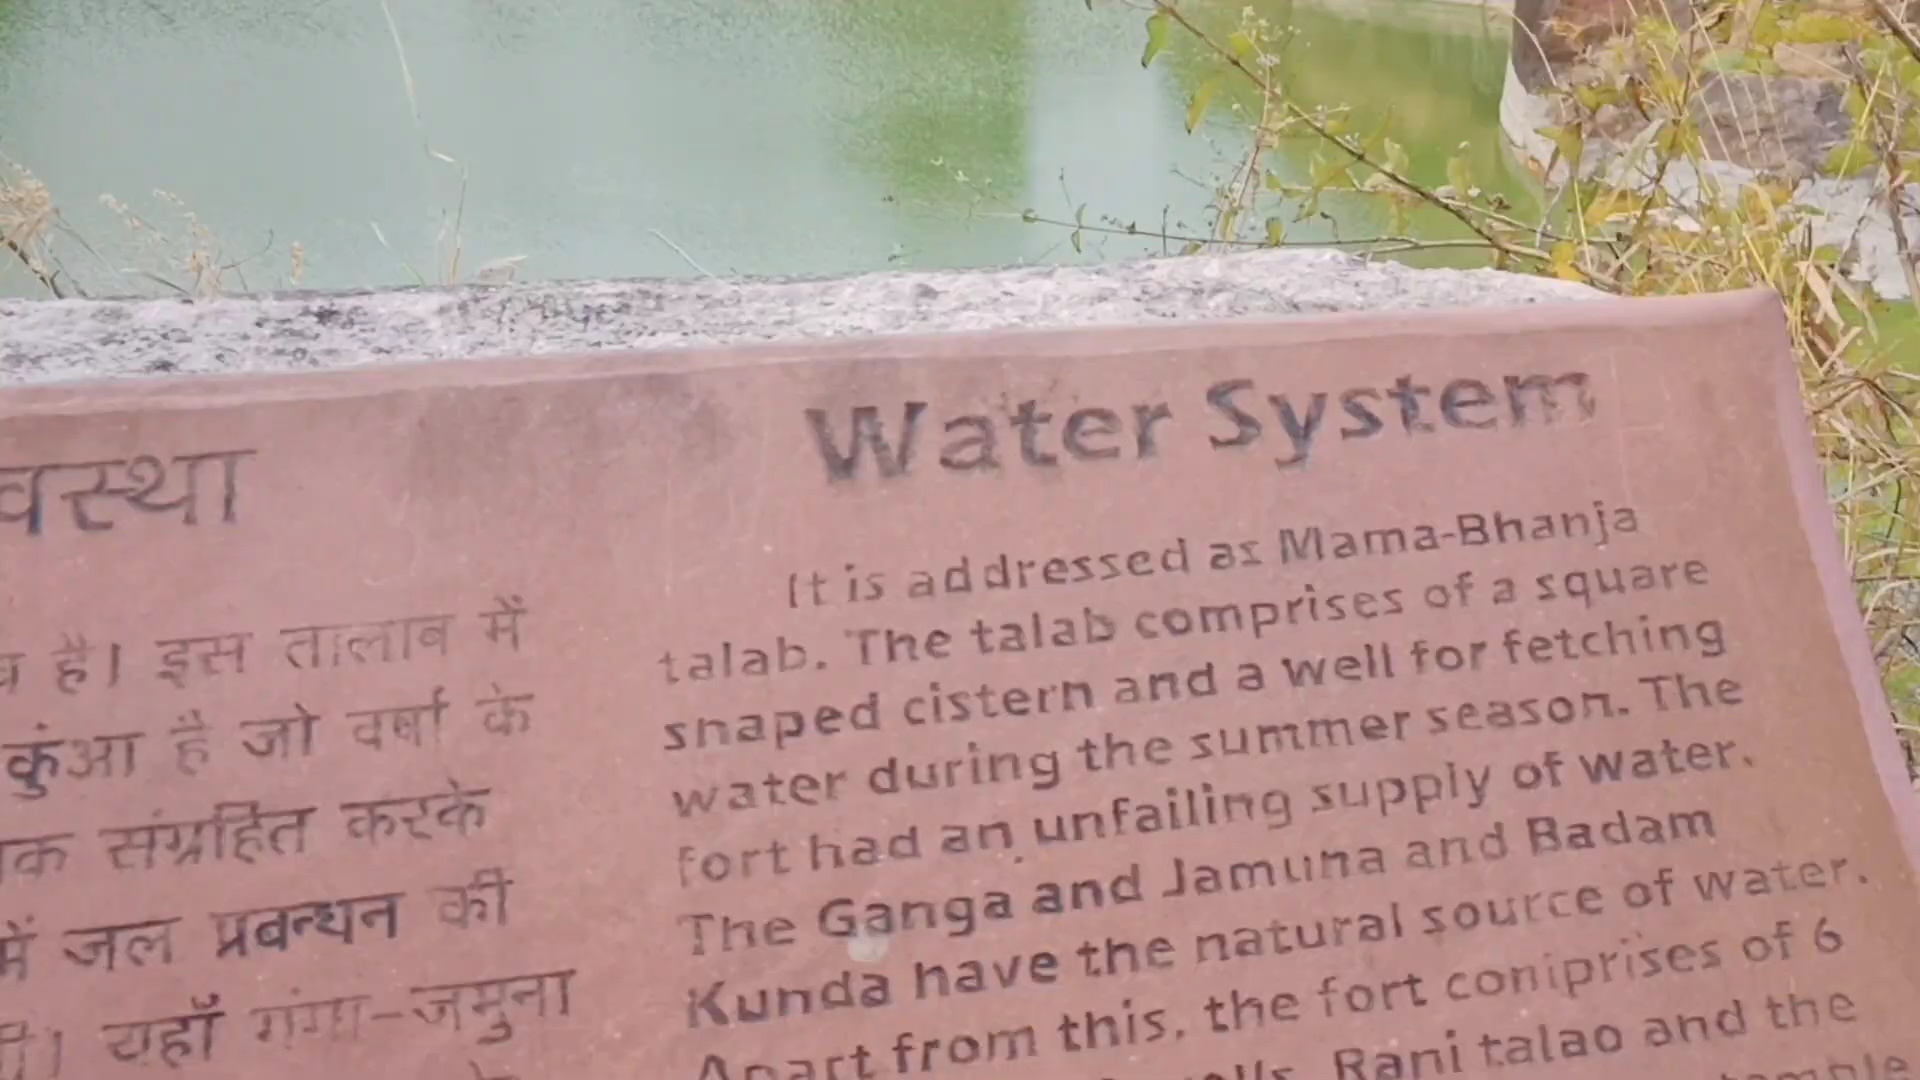 वस्था
है। इस तालाब में
कुंआ है जो वर्षा के
संग्रहित करके
में जल प्रबन्धन की
यहाँ गंगा-जमुना
Water System
It is addressed as Mama-Bhanja
talab. The talab comprises of a square
shaped cistern and a well for fetching
water during the summer season. The
fort had an unfailing supply of water.
The Ganga and Jamuna and Badam
Kunda have the natural source of water.
Apart from this, the fort comprises of 6
Rani talao and the